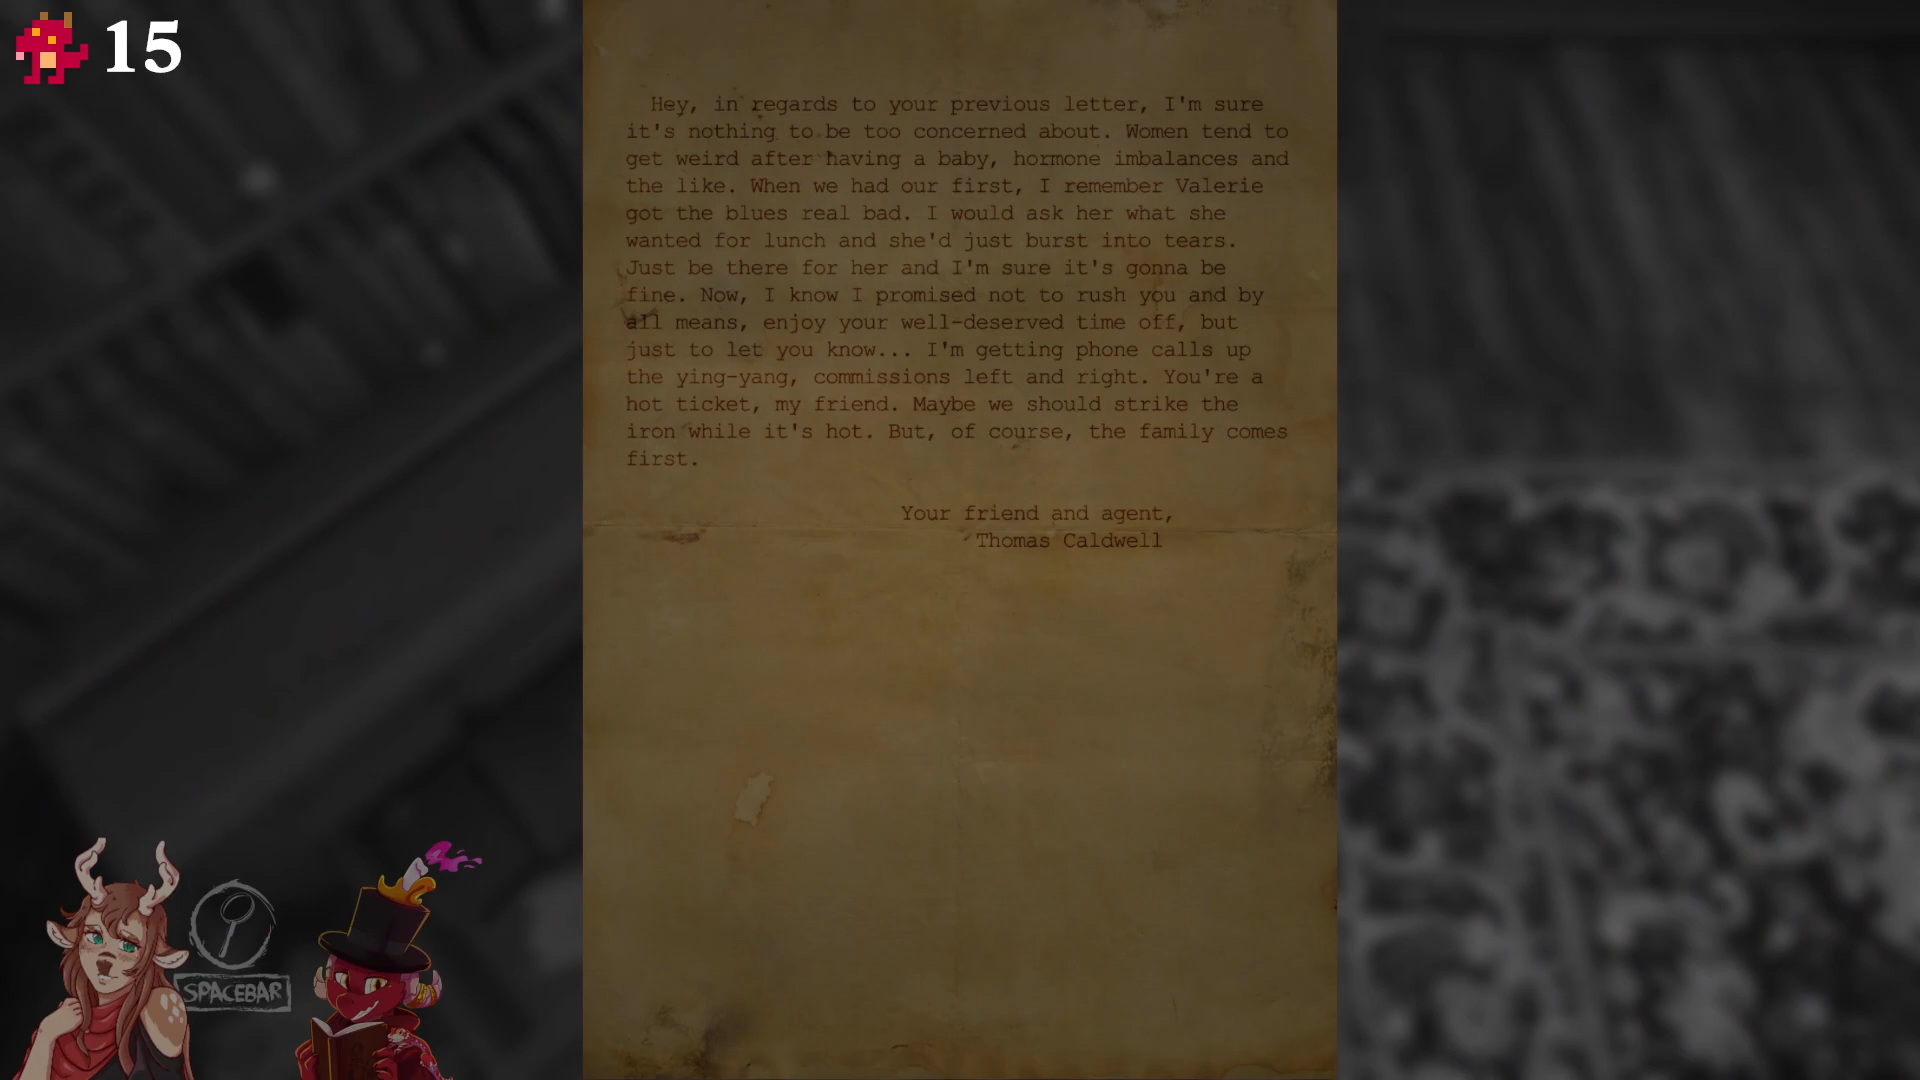 15
Hey, in regards to your previous letter, I'm sure
it's nothing to be too concerned about. Women tend to
get weird after having a baby, hormone imbalances and
the like. When we had our first, I remember Valerie
got the blues real bad. I would ask her what she
wanted for lunch and she'd just burst into tears.
Just be there for her and I'm sure it's gonna be
fine. Now, I know I promised not to rush you and by
all means, enjoy your well-deserved time off, but
just to let you know... I'm getting phone calls up
the ying-yang, commissions left and right. You're a
hot ticket, my friend. Maybe we should strike the
iron while it's hot. But, of course, the family comes
first.
Your friend and agent,
Thomas Caldwell
SPACEBAR